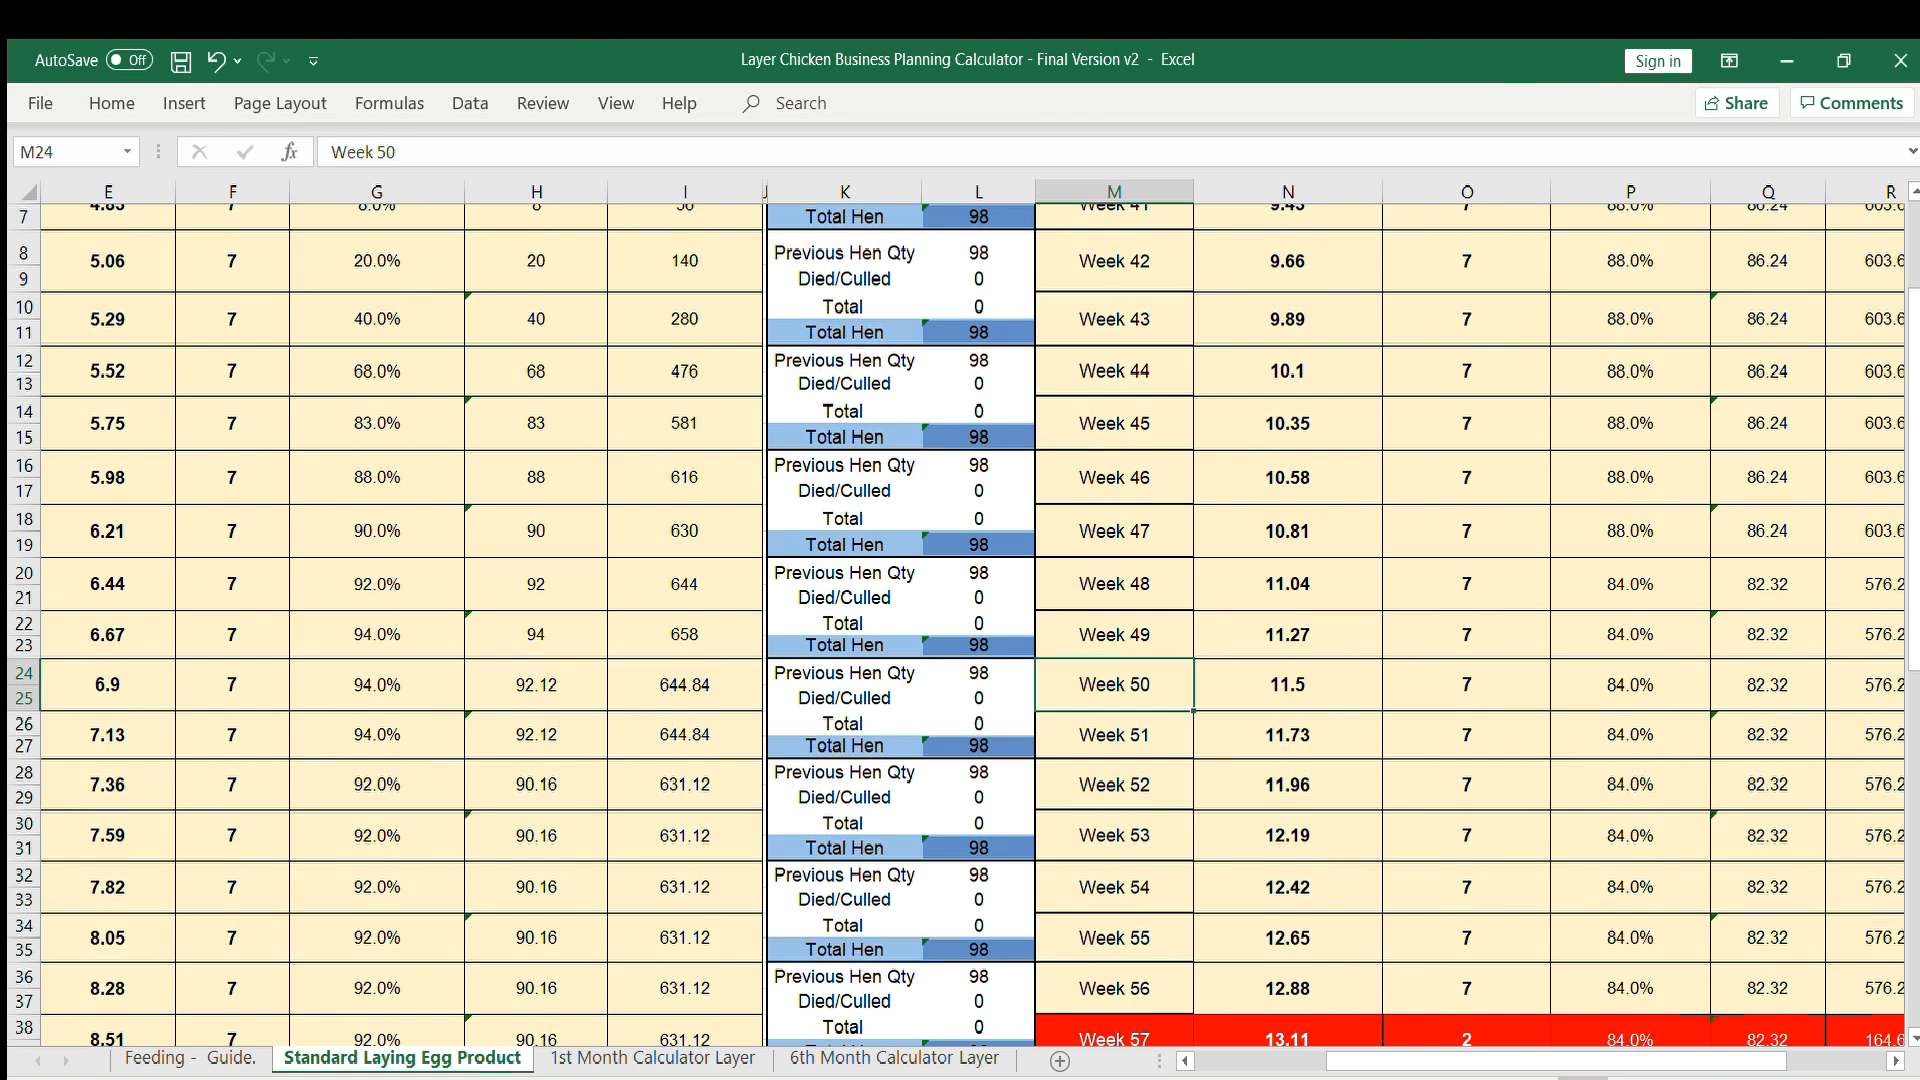 AutoSave Off Layer Chicken Business Planning Calculator - Final Version v2 - Excel Sign in
File Home Insert Page Layout Formulas Data Review View Help Search Share Comments
M24 fx Week 50
E F G H I J K L M N O P Q R
7 4.83 7 8.0% 8 56 Total Hen 98 Week 41 9.43 7 88.0% 86.24 603.6
8 Previous Hen Qty 98
5.06 7 20.0% 20 140 Week 42 9.66 7 88.0% 86.24 603.6
9 Died/Culled 0
10 Total 0
5.29 7 40.0% 40 280 Week 43 9.89 7 88.0% 86.24 603.6
11 Total Hen 98
12 Previous Hen Qty 98
5.52 7 68.0% 68 476 Week 44 10.1 7 88.0% 86.24 603.6
13 Died/Culled 0
14 Total 0
5.75 7 83.0% 83 581 Week 45 10.35 7 88.0% 86.24 603.6
15 Total Hen 98
16 Previous Hen Qty 98
5.98 7 88.0% 88 616 Week 46 10.58 7 88.0% 86.24 603.6
17 Died/Culled 0
18 Total 0
6.21 7 90.0% 90 630 Week 47 10.81 7 88.0% 86.24 603.6
19 Total Hen 98
20 Previous Hen Qty 98
6.44 7 92.0% 92 644 Week 48 11.04 7 84.0% 82.32 576.2
21 Died/Culled 0
22 Total 0
6.67 7 94.0% 94 658 Week 49 11.27 7 84.0% 82.32 576.2
23 Total Hen 98
24 Previous Hen Qty 98
6.9 7 94.0% 92.12 644.84 Week 50 11.5 7 84.0% 82.32 576.2
25 Died/Culled 0
26 Total 0
7.13 7 94.0% 92.12 644.84 Week 51 11.73 7 84.0% 82.32 576.2
27 Total Hen 98
28 Previous Hen Qty 98
7.36 7 92.0% 90.16 631.12 Week 52 11.96 7 84.0% 82.32 576.2
29 Died/Culled 0
30 Total 0
7.59 7 92.0% 90.16 631.12 Week 53 12.19 7 84.0% 82.32 576.2
31 Total Hen 98
32 Previous Hen Qty 98
7.82 7 92.0% 90.16 631.12 Week 54 12.42 7 84.0% 82.32 576.2
33 Died/Culled 0
34 Total 0
8.05 7 92.0% 90.16 631.12 Week 55 12.65 7 84.0% 82.32 576.2
35 Total Hen 98
36 Previous Hen Qty 98
8.28 7 92.0% 90.16 631.12 Week 56 12.88 7 84.0% 82.32 576.2
37 Died/Culled 0
38 Total 0
8.51 7 92.0% 90.16 631.12 Week 57 13.11 2 84.0% 82.32 164.6
Feeding - Guide. Standard Laying Egg Product 1st Month Calculator Layer 6th Month Calculator Layer